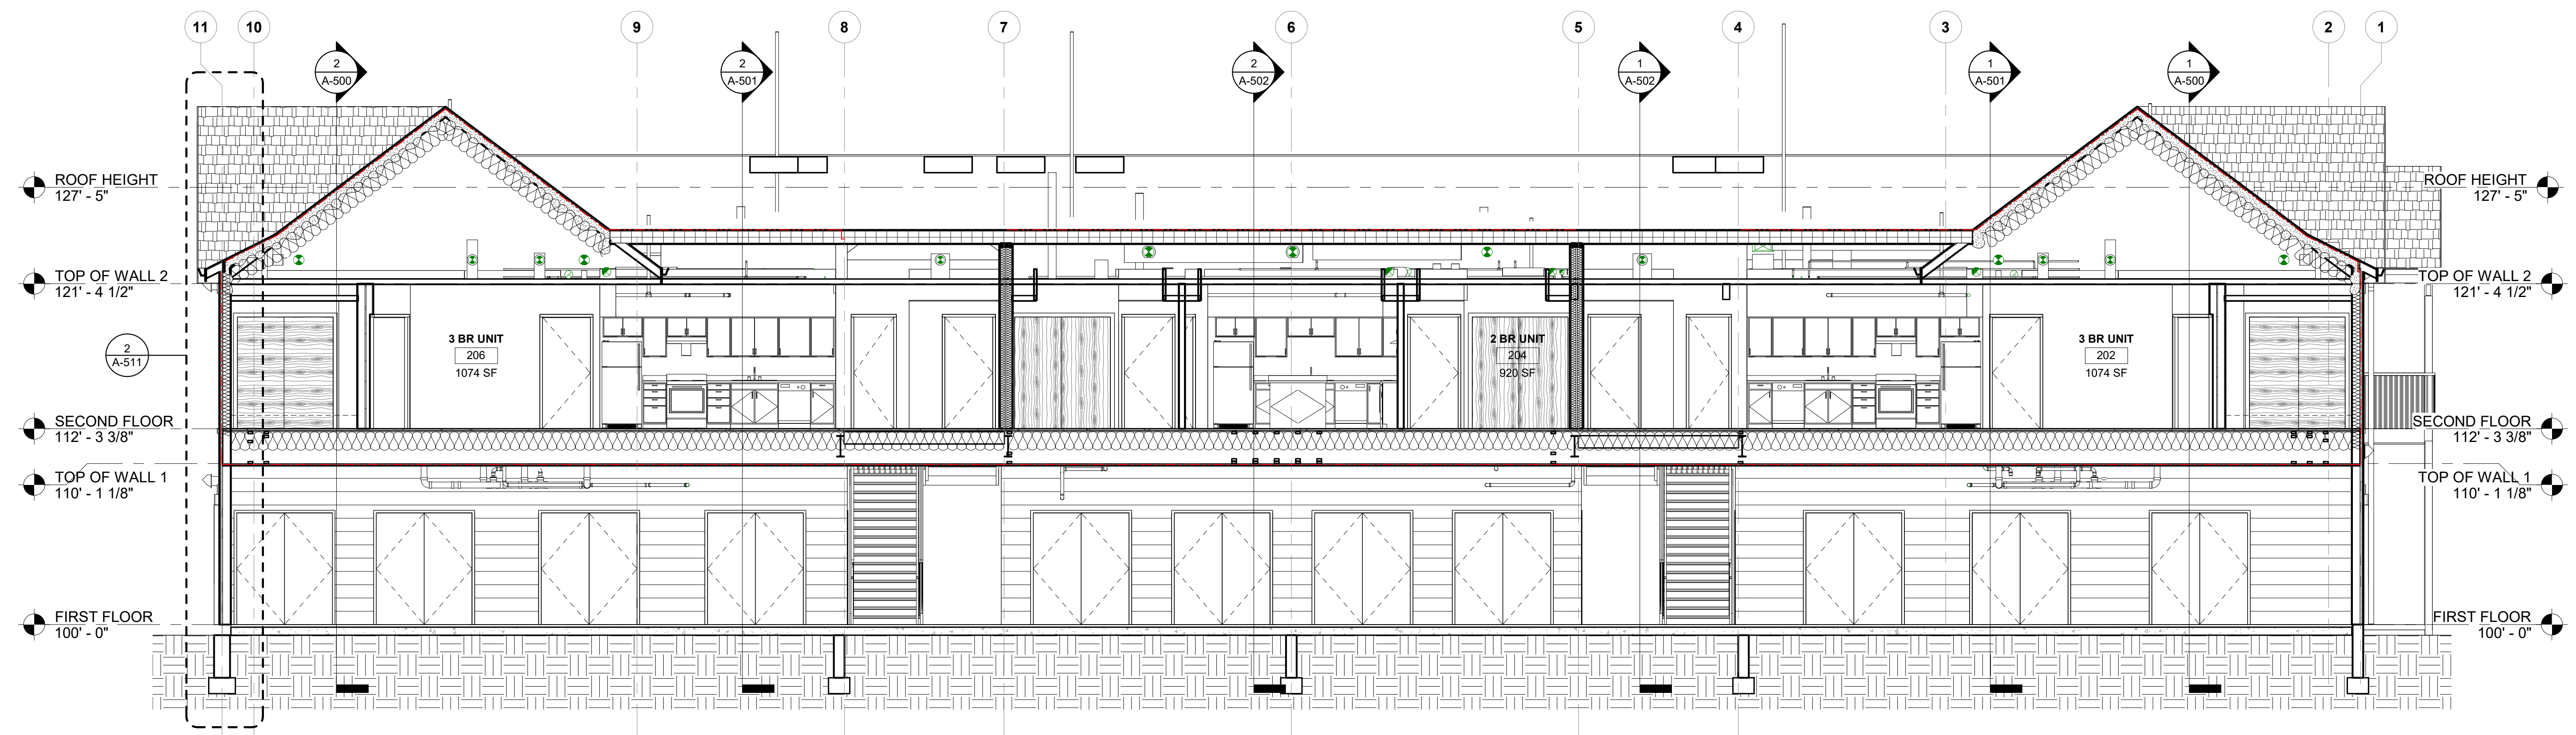 11
10
9
8
7
6
5
4
3
2
1
2
A-500
2
A-501
2
A-502
1
A-502
1
A-501
1
A-500
ROOF HEIGHT
127' - 5"
ROOF HEIGHT
127' - 5"
TOP OF WALL 2
121' - 4 1/2"
TOP OF WALL 2
121' - 4 1/2"
2
A-511
3 BR UNIT
206
1074 SF
2 BR UNIT
204
920 SF
3 BR UNIT
202
1074 SF
SECOND FLOOR
112' - 3 3/8"
SECOND FLOOR
112' - 3 3/8"
TOP OF WALL 1
110' - 1 1/8"
TOP OF WALL 1
110' - 1 1/8"
FIRST FLOOR
100' - 0"
FIRST FLOOR
100' - 0"